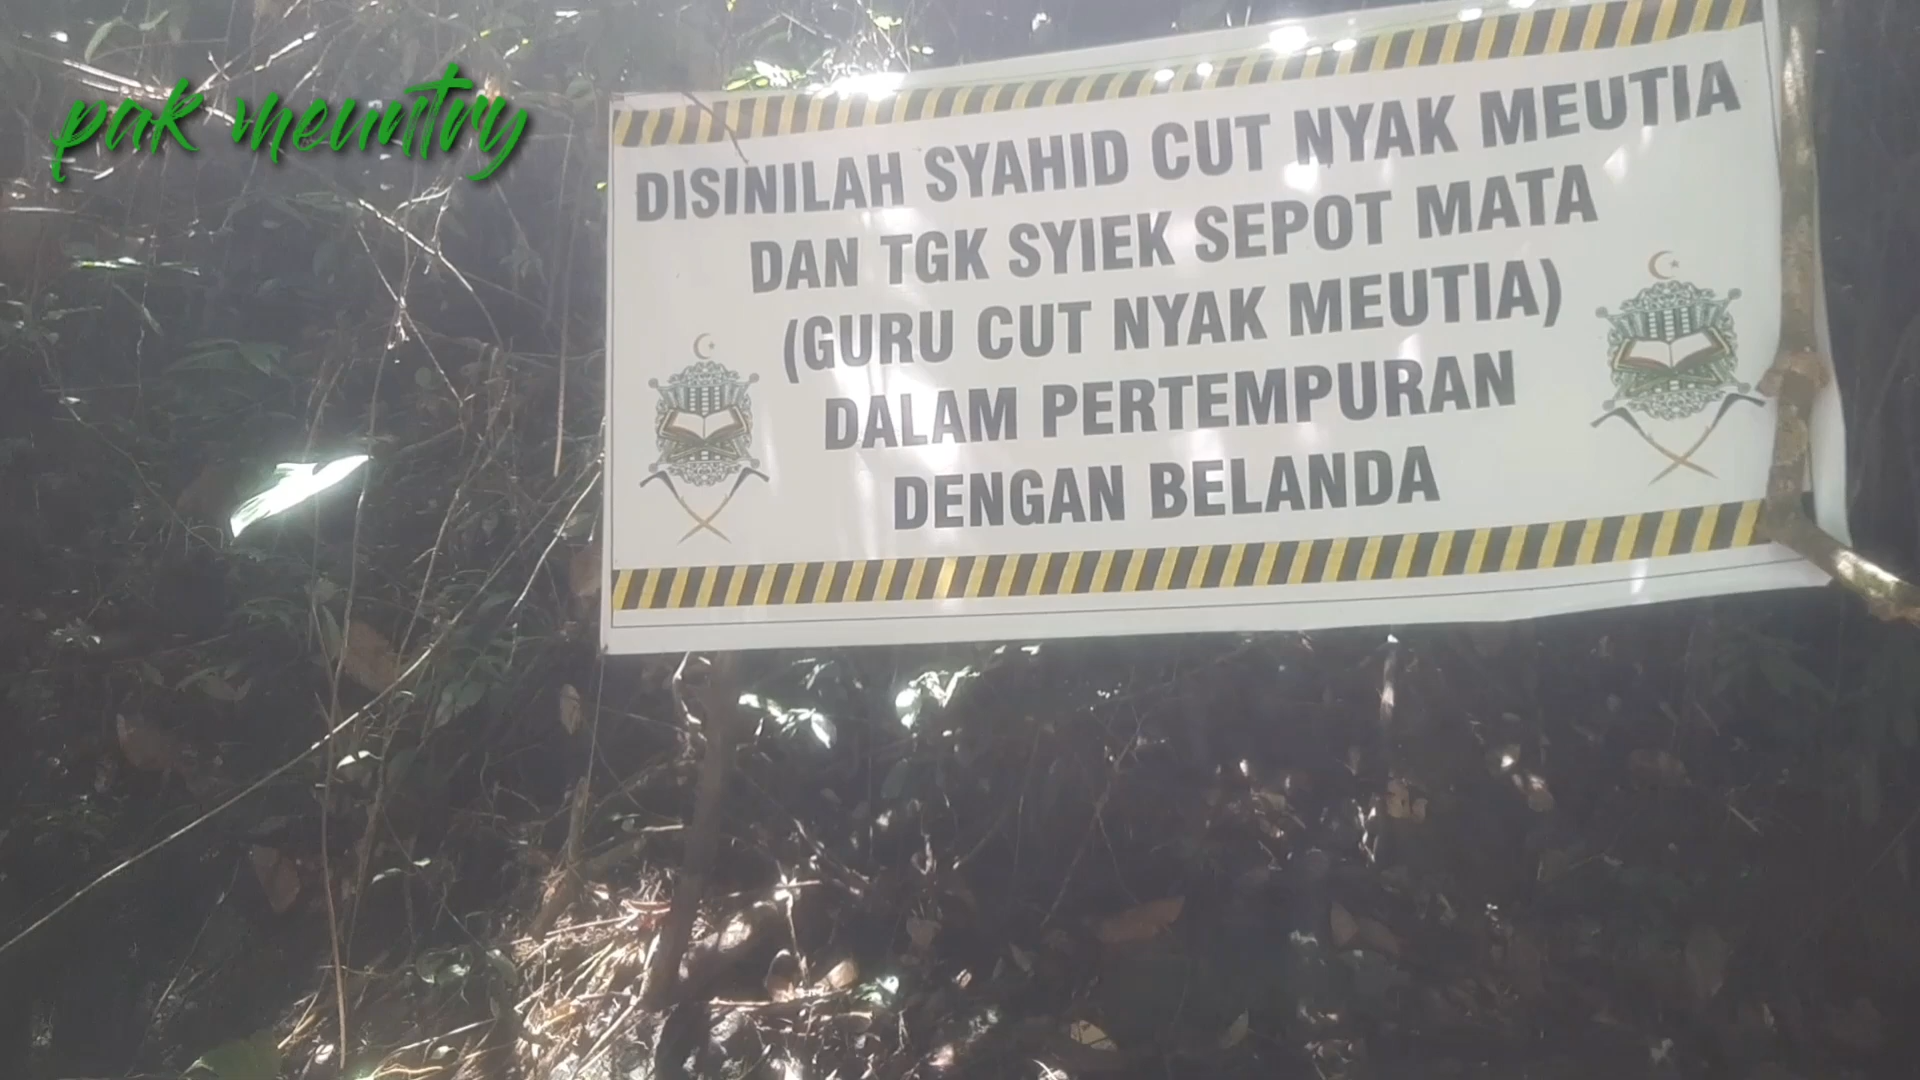 pak meuntry
DISINILAH SYAHID CUT NYAK MEUTIA
DAN TGK SYIEK SEPOT MATA
(GURU CUT NYAK MEUTIA)
DALAM PERTEMPURAN
DENGAN BELANDA